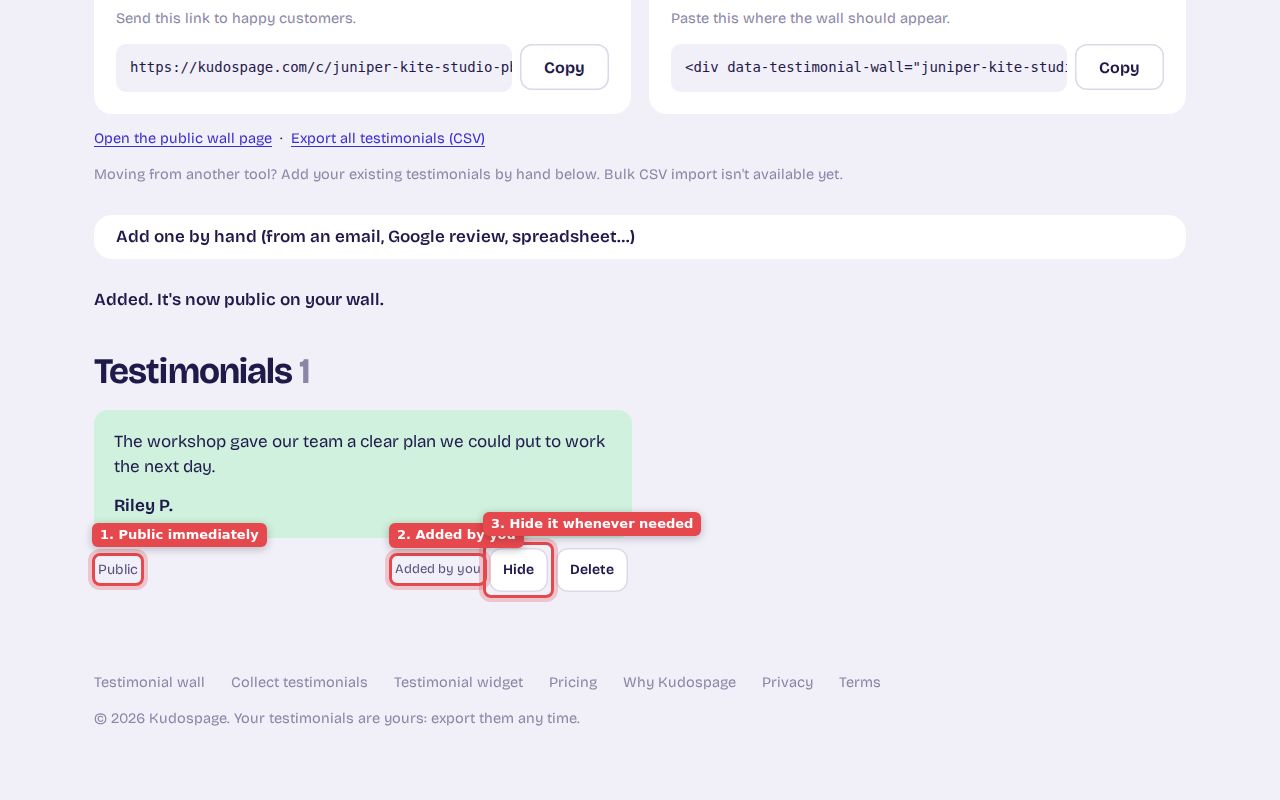 Send this link to happy customers.
https://kudospage.com/c/juniper-kite-studio-p
Copy
Paste this where the wall should appear.
<div data-testimonial-wall="juniper-kite-studi
Copy
Open the public wall page · Export all testimonials (CSV)
Moving from another tool? Add your existing testimonials by hand below. Bulk CSV import isn't available yet.
Add one by hand (from an email, Google review, spreadsheet...)
Added. It's now public on your wall.
Testimonials 1
The workshop gave our team a clear plan we could put to work
the next day.
Riley P.
1. Public immediately
2. Added by you
3. Hide it whenever needed
Public
Added by you
Hide
Delete
Testimonial wall Collect testimonials Testimonial widget Pricing Why Kudospage Privacy Terms
© 2026 Kudospage. Your testimonials are yours: export them any time.